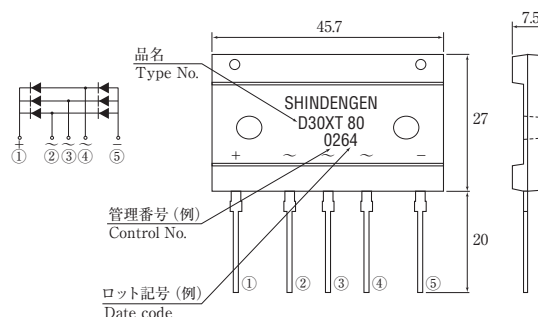 45.7
7.5
品名
Type No.
SHINDENGEN
D30XT 80
0264
+ ~ ~ ~ −
27
+ ~ ~ ~ −
① ② ③ ④ ⑤
管理番号 (例)
Control No.
20
① ② ③ ④ ⑤
ロット記号 (例)
Date code